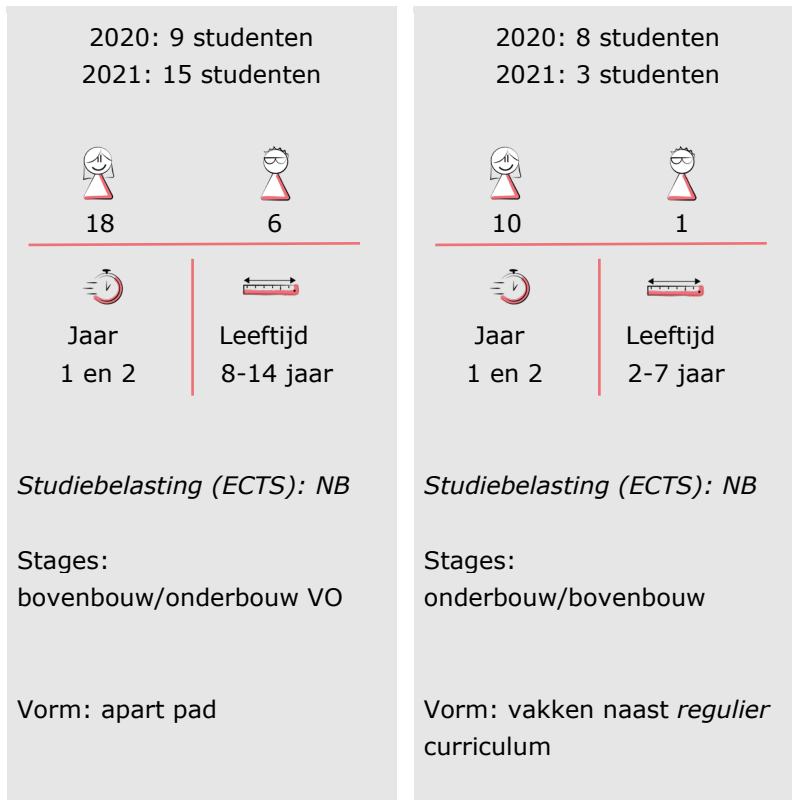 2020: 9 studenten
2021: 15 studenten
18
6
Jaar
1 en 2
Leeftijd
8-14 jaar
Studiebelasting (ECTS): NB
Stages:
bovenbouw/onderbouw VO
Vorm: apart pad
2020: 8 studenten
2021: 3 studenten
10
1
Jaar
1 en 2
Leeftijd
2-7 jaar
Studiebelasting (ECTS): NB
Stages:
onderbouw/bovenbouw
Vorm: vakken naast regulier
curriculum